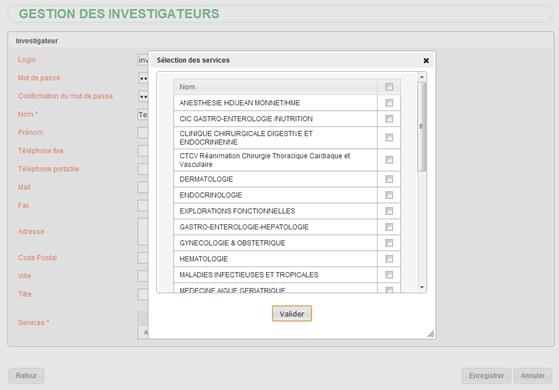 GESTION DES INVESTIGATEURS
Investigateur
Login
Mot de passe
Confirmation du mot de passe
Nom *
Prénom
Téléphone fixe
Téléphone portable
Mail
Fax
Adresse
Code Postal
Ville
Titre
Services *
Sélection des services
Nom
ANESTHESIE HD/JEAN MONNET/HME
CIC GASTRO-ENTEROLOGIE /NUTRITION
CLINIQUE CHIRURGICALE DIGESTIVE ET
ENDOCRINIENNE
CTCV Réanimation Chirurgie Thoracique Cardiaque et
Vasculaire
DERMATOLOGIE
ENDOCRINOLOGIE
EXPLORATIONS FONCTIONNELLES
GASTRO-ENTEROLOGIE-HEPATOLOGIE
GYNECOLOGIE & OBSTETRIQUE
HEMATOLOGIE
MALADIES INFECTIEUSES ET TROPICALES
MEDECINE AIGUE GERIATRIQUE
Valider
Retour
Enregistrer
Annuler